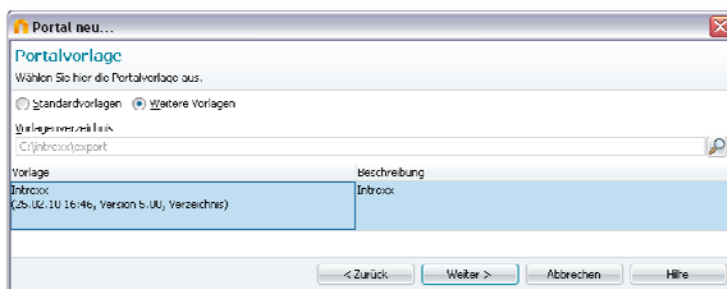 Portal neu...
Portalvorlage
Wählen Sie hier die Portalvorlage aus.
Standardvorlagen Weitere Vorlagen
Vorlagenverzeichnis
C:\intrexx\export
Vorlage Beschreibung
Intrexx Intrexx
(25.02.10 16:46, Version 5.00, Verzeichnis)
< Zurück Weiter > Abbrechen Hilfe